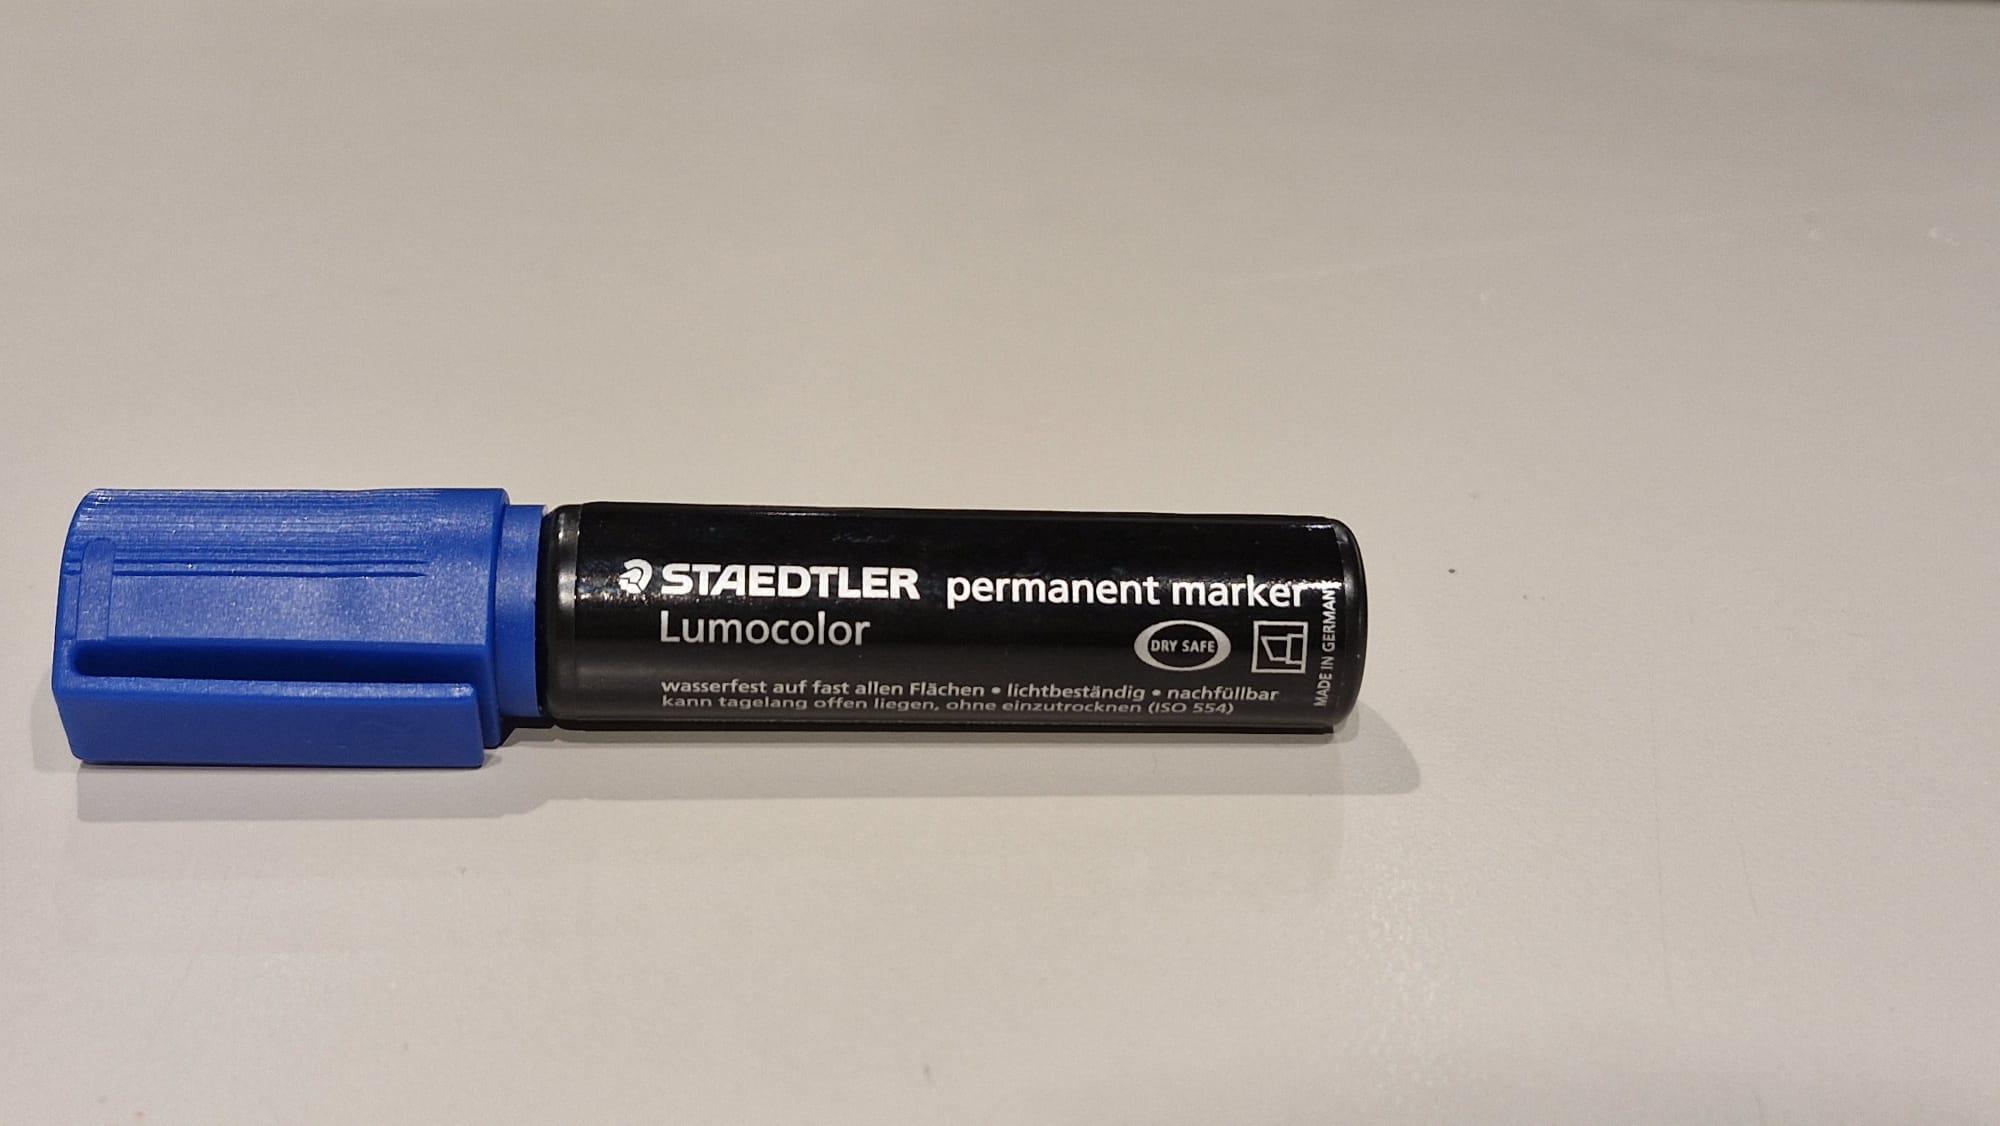 STAEDTLER permanent marker
Lumocolor
DRY SAFE
wasserfest auf fast allen Flächen • lichtbeständig • nachfüllbar
kann tagelang offen liegen, ohne einzutrocknen (ISO 554)
MADE IN GERMANY